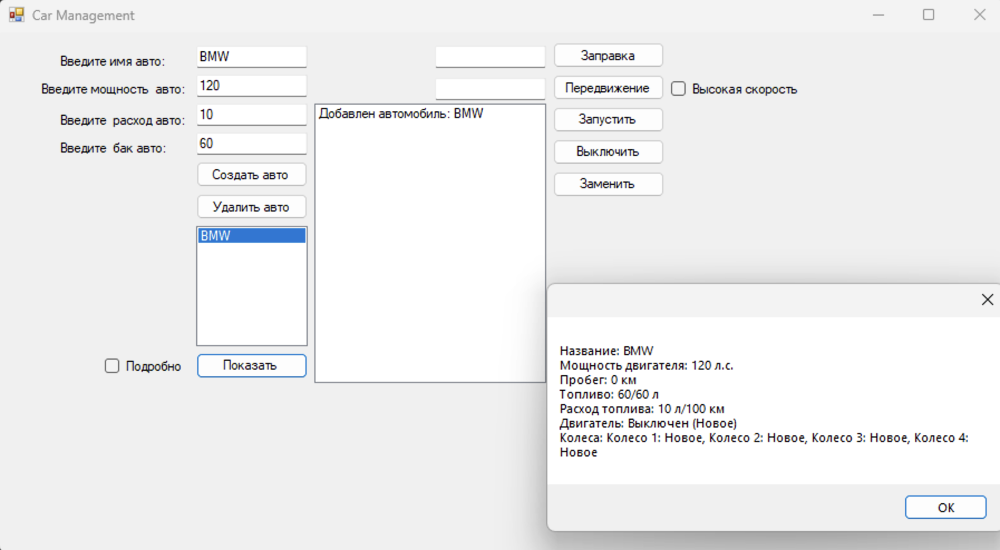 Car Management
Введите имя авто:
BMW
Заправка
Введите мощность  авто:
120
Передвижение
Высокая скорость
Введите  расход авто:
10
Добавлен автомобиль: BMW
Запустить
Введите  бак авто:
60
Выключить
Создать авто
Заменить
Удалить авто
BMW
Подробно
Показать
Название: BMW
Мощность двигателя: 120 л.с.
Пробег: 0 км
Топливо: 60/60 л
Расход топлива: 10 л/100 км
Двигатель: Выключен (Новое)
Колеса: Колесо 1: Новое, Колесо 2: Новое, Колесо 3: Новое, Колесо 4:
Новое
ОК